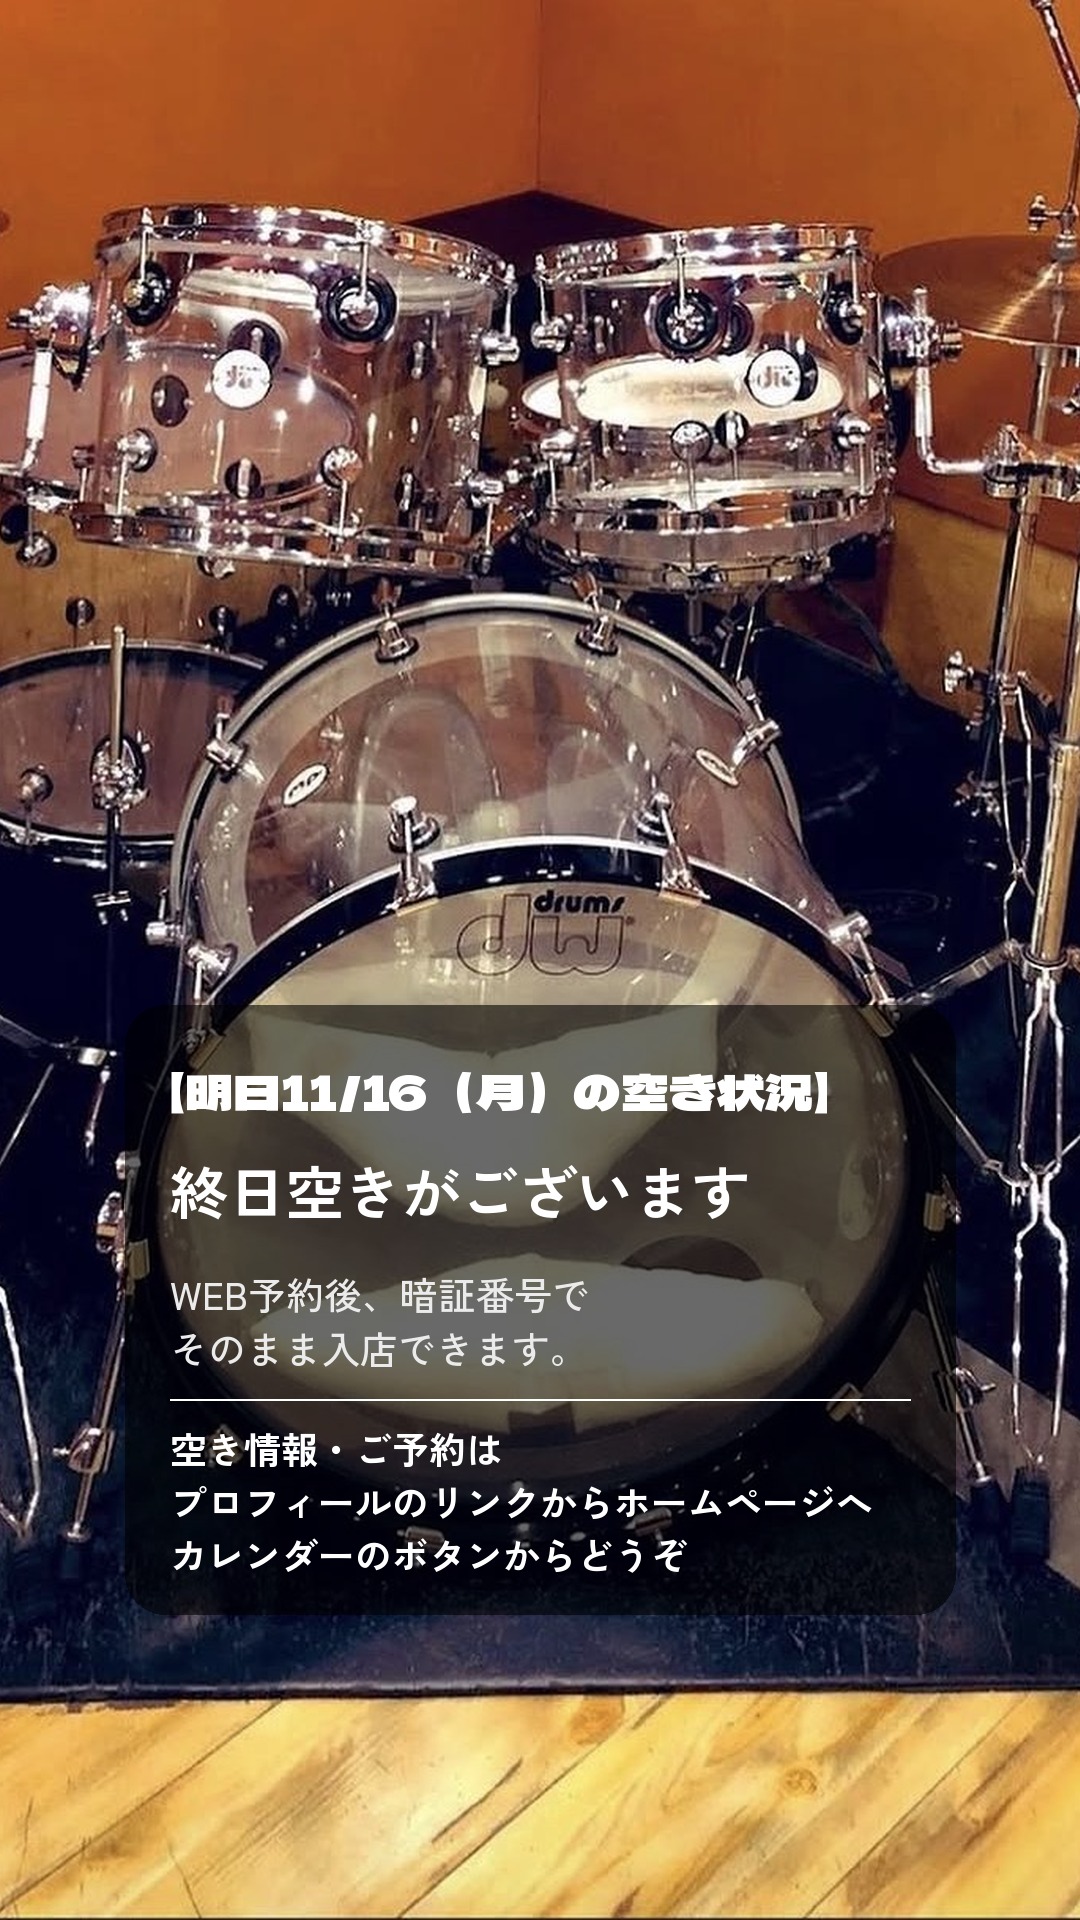 dw
dw
drums
dw
【明日11/16（月）の空き状況】
終日空きがございます
WEB予約後、暗証番号で
そのまま入店できます。
空き情報・ご予約は
プロフィールのリンクからホームページへ
カレンダーのボタンからどうぞ